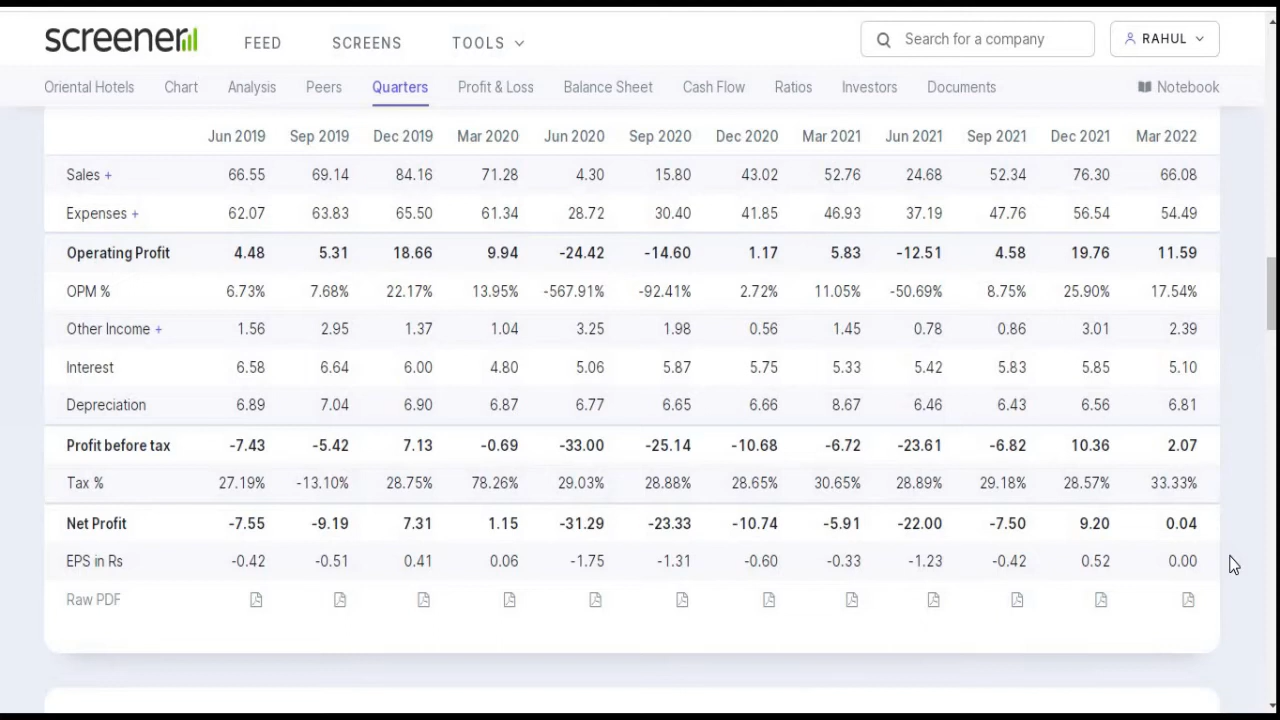 screener FEED SCREENS TOOLS Search for a company RAHUL
Oriental Hotels Chart Analysis Peers Quarters Profit & Loss Balance Sheet Cash Flow Ratios Investors Documents Notebook
Jun 2019 Sep 2019 Dec 2019 Mar 2020 Jun 2020 Sep 2020 Dec 2020 Mar 2021 Jun 2021 Sep 2021 Dec 2021 Mar 2022
Sales + 66.55 69.14 84.16 71.28 4.30 15.80 43.02 52.76 24.68 52.34 76.30 66.08
Expenses + 62.07 63.83 65.50 61.34 28.72 30.40 41.85 46.93 37.19 47.76 56.54 54.49
Operating Profit 4.48 5.31 18.66 9.94 -24.42 -14.60 1.17 5.83 -12.51 4.58 19.76 11.59
OPM % 6.73% 7.68% 22.17% 13.95% -567.91% -92.41% 2.72% 11.05% -50.69% 8.75% 25.90% 17.54%
Other Income + 1.56 2.95 1.37 1.04 3.25 1.98 0.56 1.45 0.78 0.86 3.01 2.39
Interest 6.58 6.64 6.00 4.80 5.06 5.87 5.75 5.33 5.42 5.83 5.85 5.10
Depreciation 6.89 7.04 6.90 6.87 6.77 6.65 6.66 8.67 6.46 6.43 6.56 6.81
Profit before tax -7.43 -5.42 7.13 -0.69 -33.00 -25.14 -10.68 -6.72 -23.61 -6.82 10.36 2.07
Tax % 27.19% -13.10% 28.75% 78.26% 29.03% 28.88% 28.65% 30.65% 28.89% 29.18% 28.57% 33.33%
Net Profit -7.55 -9.19 7.31 1.15 -31.29 -23.33 -10.74 -5.91 -22.00 -7.50 9.20 0.04
EPS in Rs -0.42 -0.51 0.41 0.06 -1.75 -1.31 -0.60 -0.33 -1.23 -0.42 0.52 0.00
Raw PDF